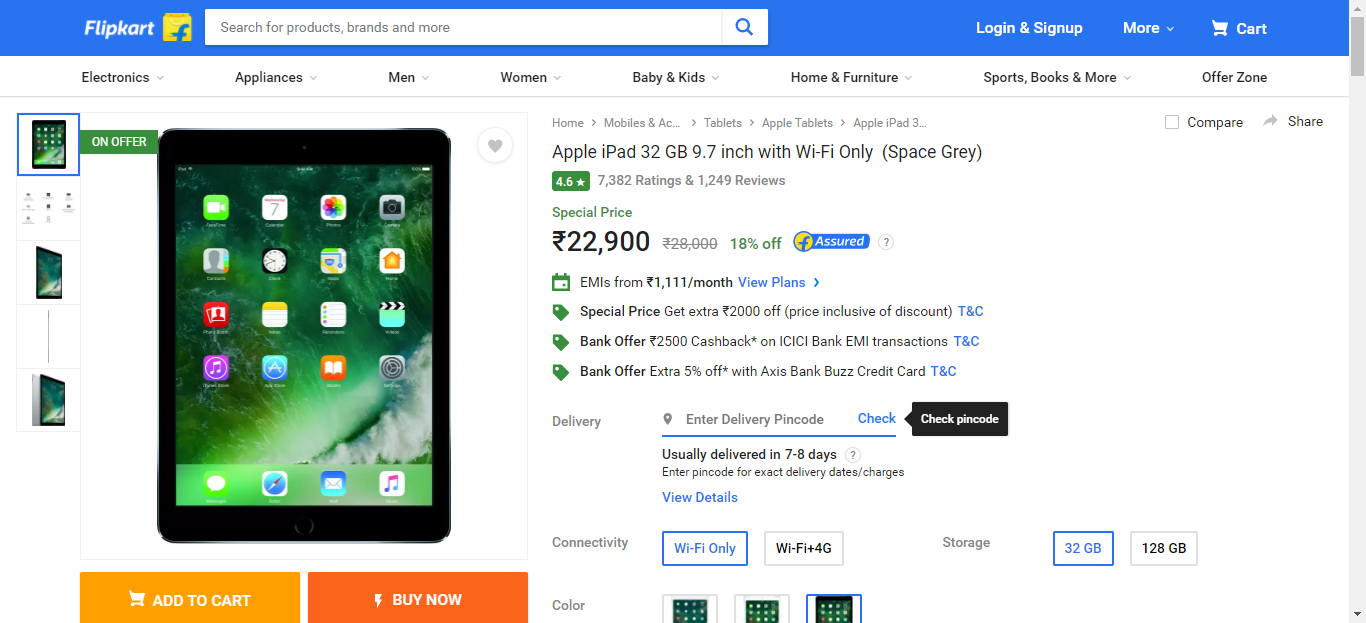 Flipkart
Search for products, brands and more
Login & Signup
More
Cart
Electronics
Appliances
Men
Women
Baby & Kids
Home & Furniture
Sports, Books & More
Offer Zone
ON OFFER
Home > Mobiles & Ac... > Tablets > Apple Tablets > Apple iPad 3...
Compare
Share
Apple iPad 32 GB 9.7 inch with Wi-Fi Only (Space Grey)
4.6 ★ 7,382 Ratings & 1,249 Reviews
Special Price
₹22,900 ₹28,000 18% off Assured ?
EMIs from ₹1,111/month View Plans >
Special Price Get extra ₹2000 off (price inclusive of discount) T&C
Bank Offer ₹2500 Cashback* on ICICI Bank EMI transactions T&C
Bank Offer Extra 5% off* with Axis Bank Buzz Credit Card T&C
Delivery
Enter Delivery Pincode
Check
Check pincode
Usually delivered in 7-8 days ?
Enter pincode for exact delivery dates/charges
View Details
Connectivity
Wi-Fi Only
Wi-Fi+4G
Storage
32 GB
128 GB
Color
ADD TO CART
BUY NOW